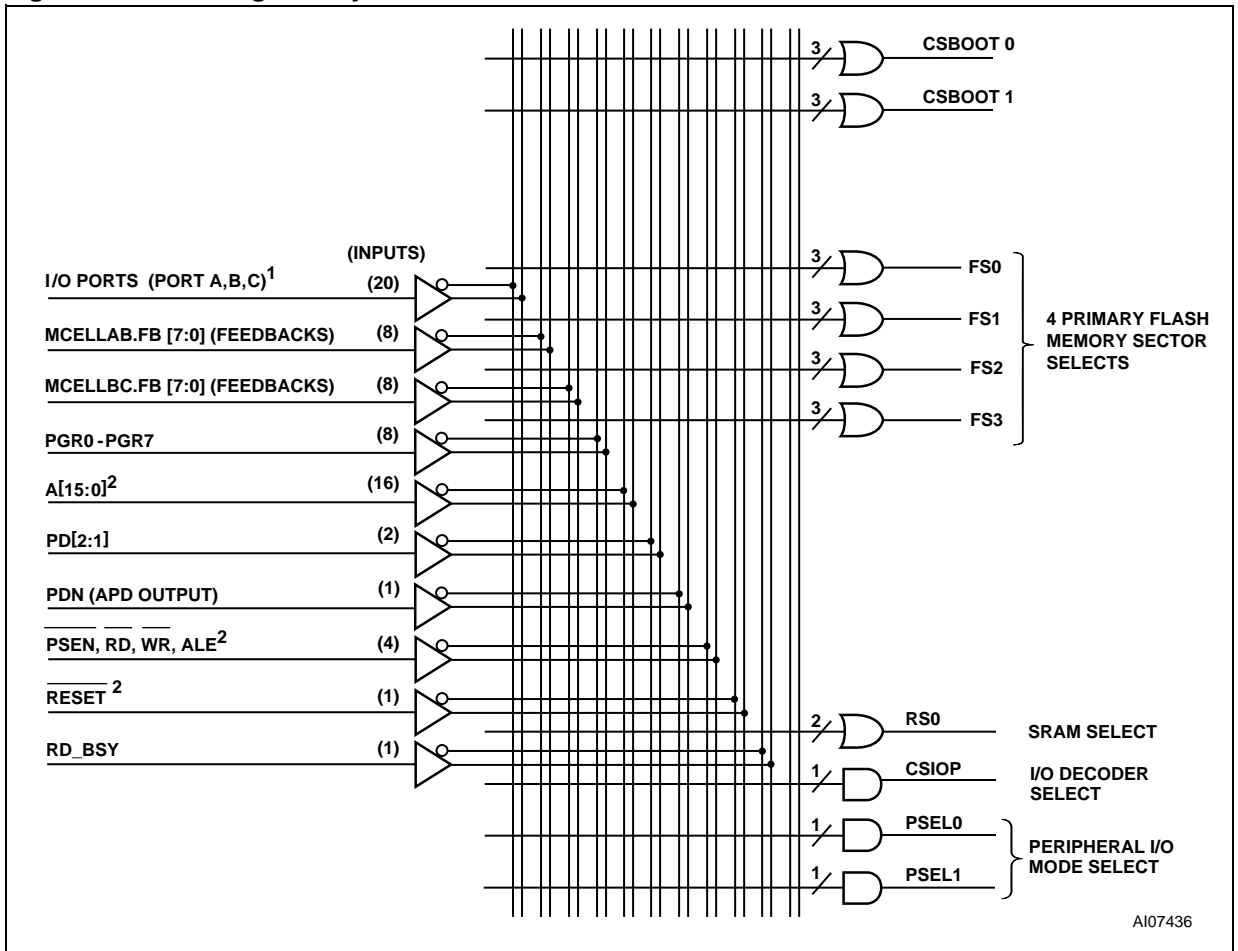 3 CSBOOT 0
3 CSBOOT 1
(INPUTS)
I/O PORTS (PORT A,B,C)1 (20)
MCELLAB.FB [7:0] (FEEDBACKS) (8)
MCELLBC.FB [7:0] (FEEDBACKS) (8)
PGR0 -PGR7 (8)
A[15:0]2 (16)
PD[2:1] (2)
PDN (APD OUTPUT) (1)
PSEN, RD, WR, ALE2 (4)
RESET 2 (1)
RD_BSY (1)
3 FS0
3 FS1
3 FS2
3 FS3
4 PRIMARY FLASH
MEMORY SECTOR
SELECTS
2 RS0 SRAM SELECT
1 CSIOP I/O DECODER
SELECT
1 PSEL0
1 PSEL1
PERIPHERAL I/O
MODE SELECT
AI07436